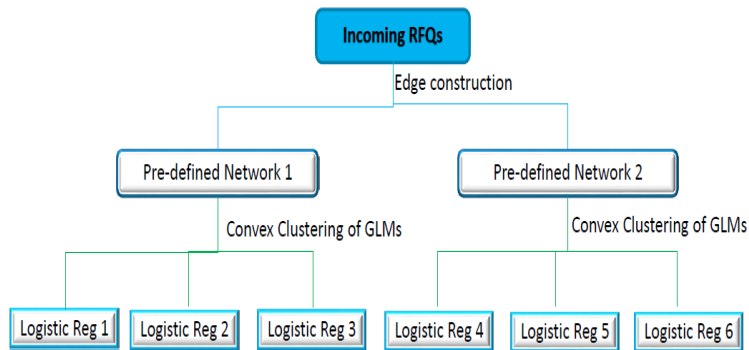 Incoming RFQs
Edge construction
Pre-defined Network 1
Pre-defined Network 2
Convex Clustering of GLMs
Convex Clustering of GLMs
Logistic Reg 1
Logistic Reg 2
Logistic Reg 3
Logistic Reg 4
Logistic Reg 5
Logistic Reg 6